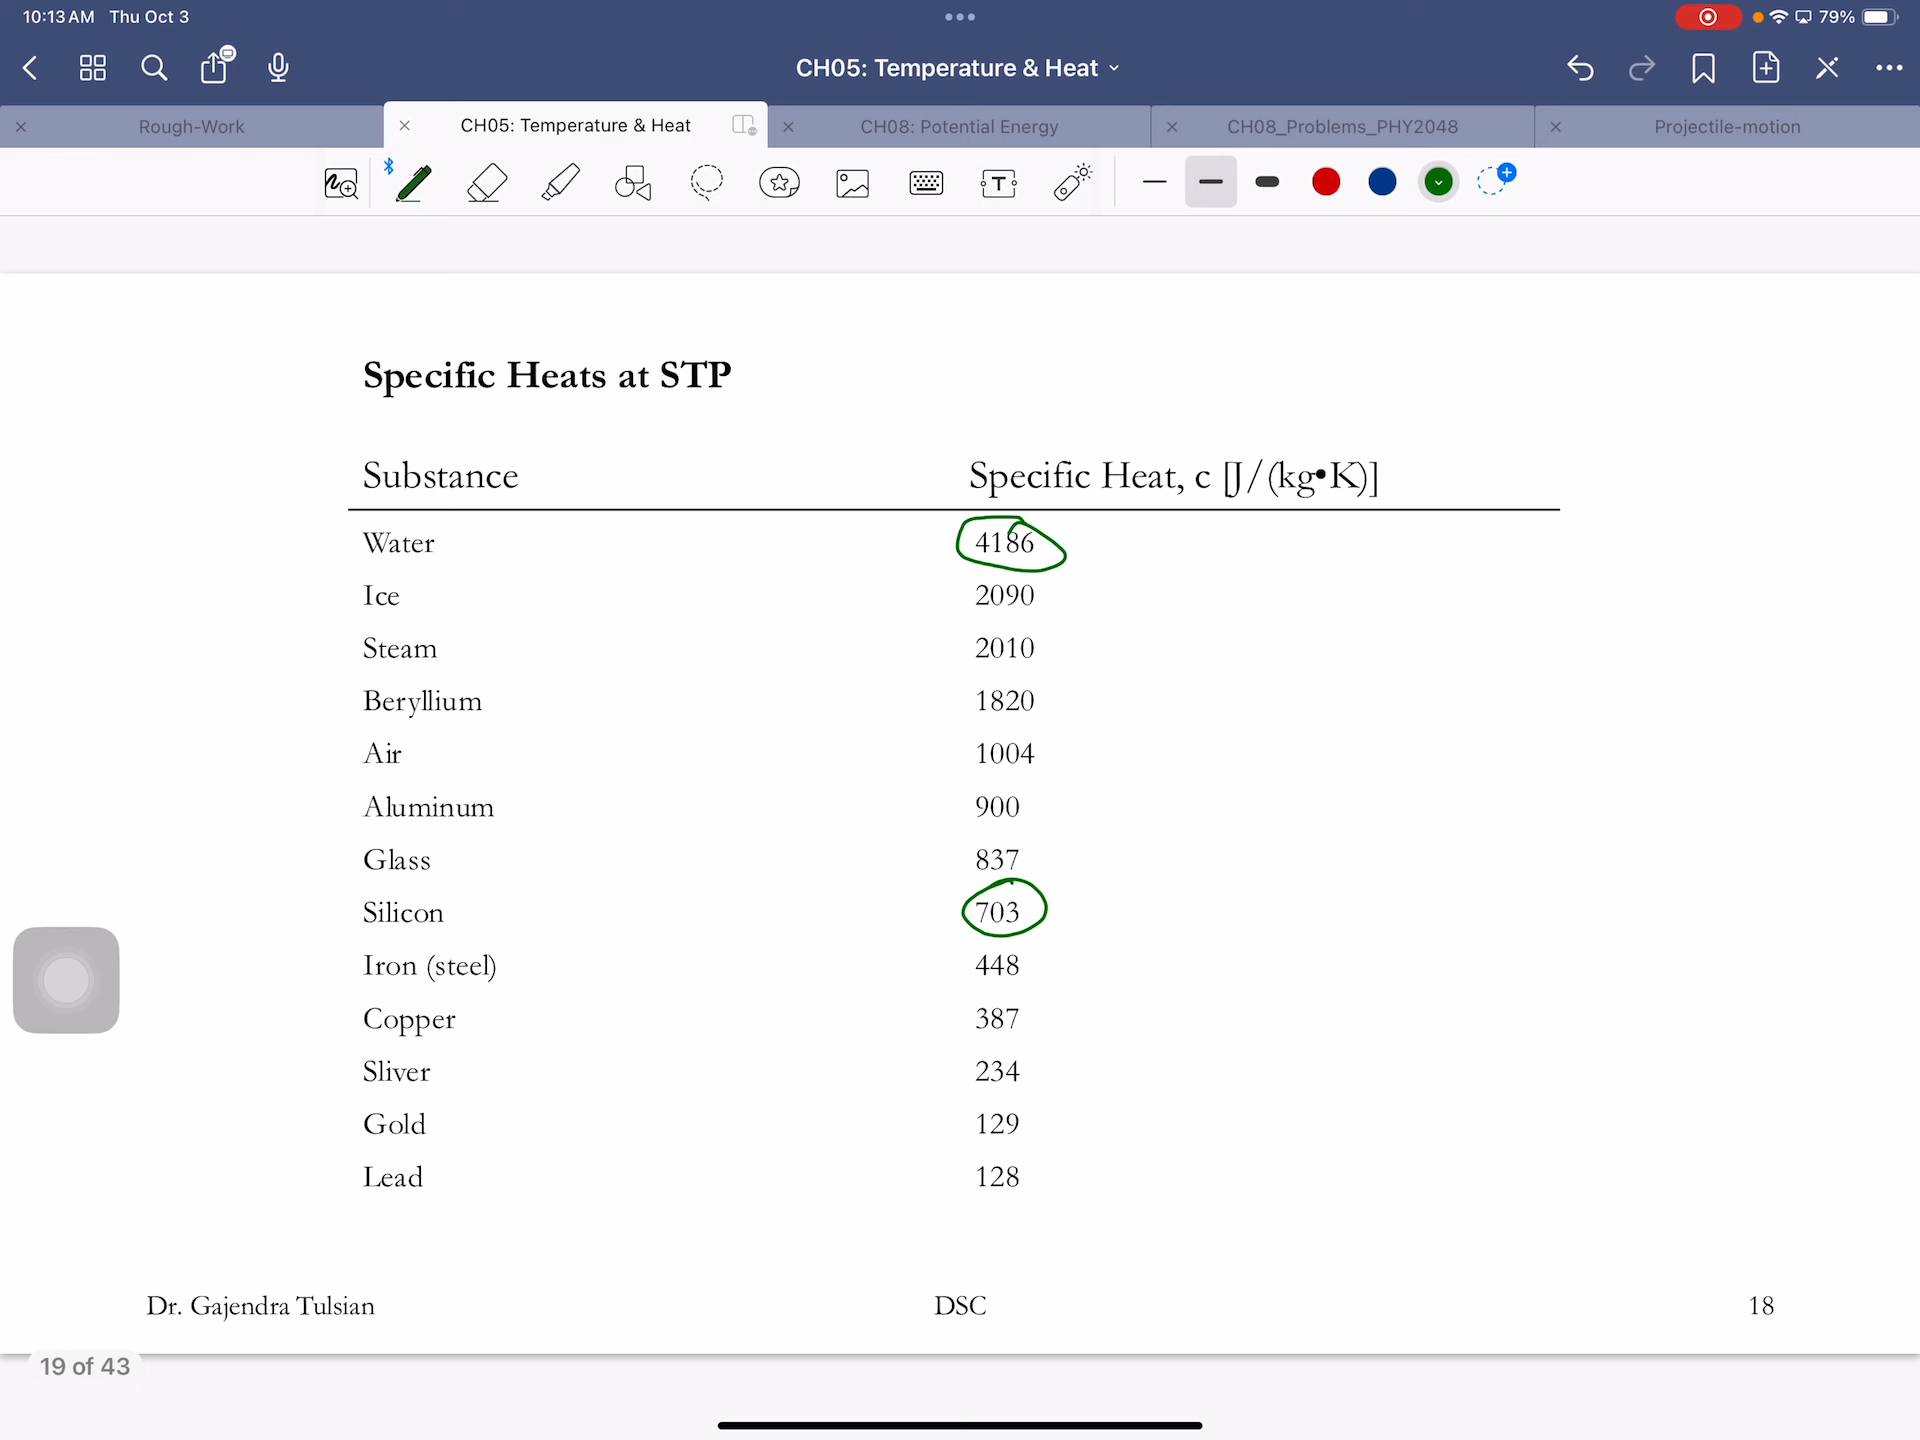 10:13 AM Thu Oct 3
79%
CH05: Temperature & Heat
Rough-Work
CH05: Temperature & Heat
CH08: Potential Energy
CH08_Problems_PHY2048
Projectile-motion
T
Specific Heats at STP
Substance Specific Heat, c [J/(kg•K)]
Water 4186
Ice 2090
Steam 2010
Beryllium 1820
Air 1004
Aluminum 900
Glass 837
Silicon 703
Iron (steel) 448
Copper 387
Sliver 234
Gold 129
Lead 128
Dr. Gajendra Tulsian DSC 18
19 of 43